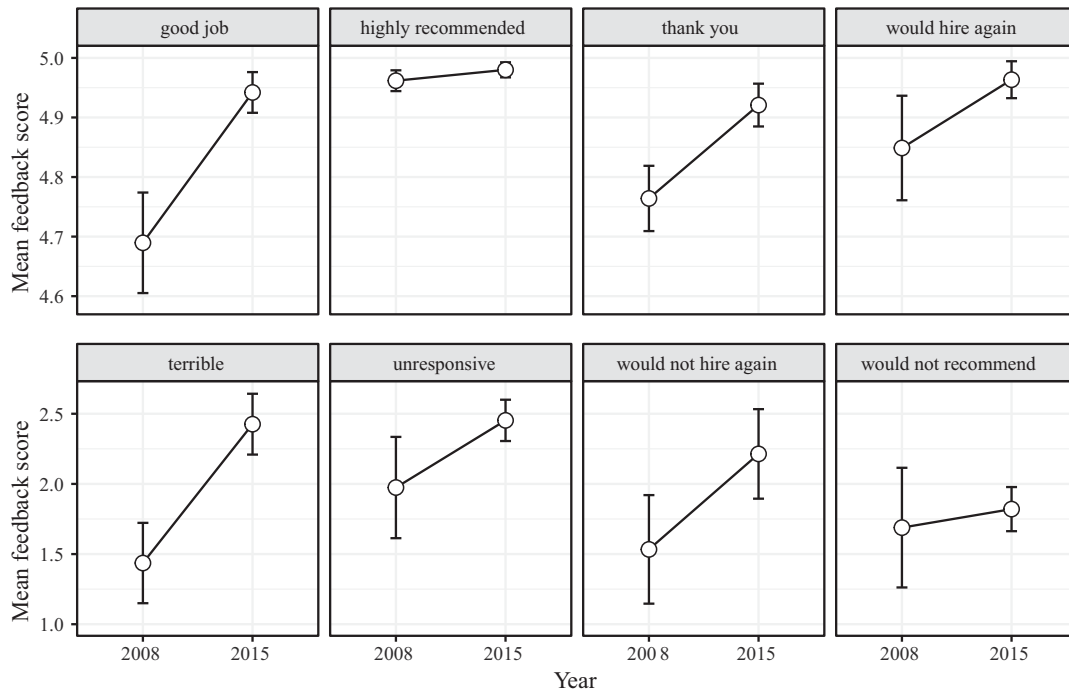 good job
highly recommended
thank you
would hire again
Mean feedback score
5.0
4.9
4.8
4.7
4.6
terrible
unresponsive
would not hire again
would not recommend
Mean feedback score
2.5
2.0
1.5
1.0
2008 2015
2008 2015
2008 2015
2008 2015
Year